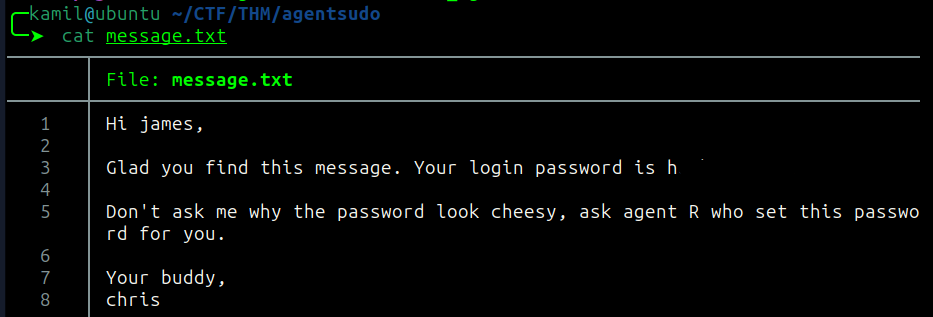 kamil@ubuntu ~/CTF/THM/agentsudo
cat message.txt
File: message.txt
1 Hi james,
2
3 Glad you find this message. Your login password is h
4
5 Don't ask me why the password look cheesy, ask agent R who set this passwo
rd for you.
6
7 Your buddy,
8 chris